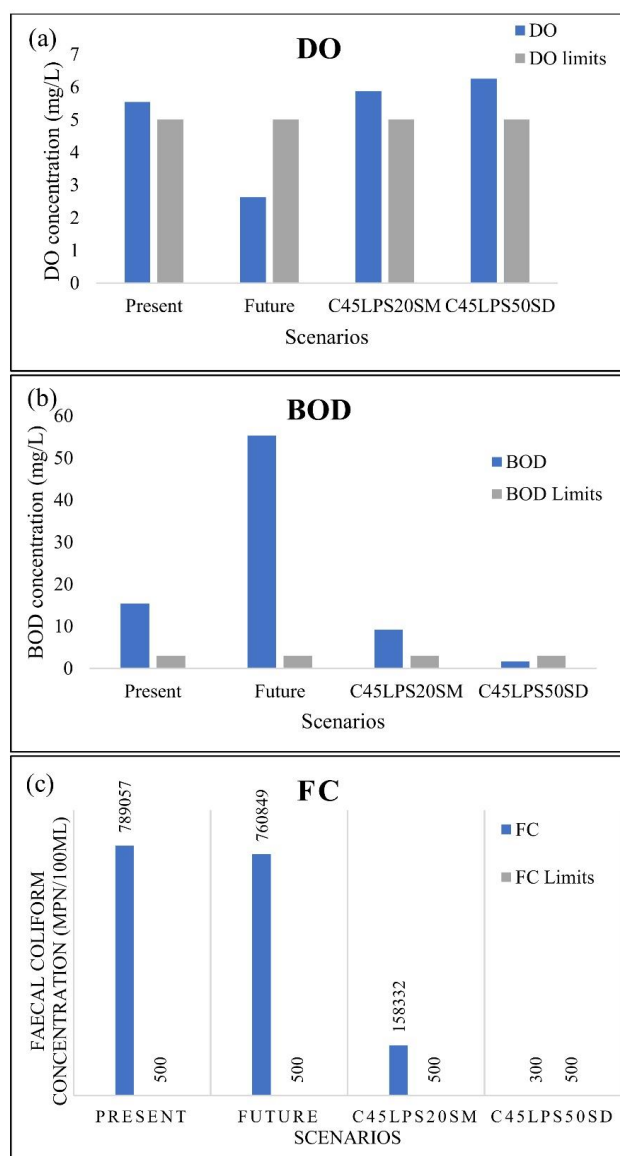 (a)
DO
DO
DO limits
DO concentration (mg/L)
7
6
5
4
3
2
1
0
Present Future C45LPS20SM C45LPS50SD
Scenarios
(b)
BOD
BOD
BOD Limits
BOD concentration (mg/L)
60
50
40
30
20
10
0
Present Future C45LPS20SM C45LPS50SD
Scenarios
(c)
FC
FC
FC Limits
FAECAL COLIFORM
CONCENTRATION (MPN/100ML)
789057
500
760849
500
158332
500
300
500
PRESENT FUTURE C45LPS20SM C45LPS50SD
SCENARIOS